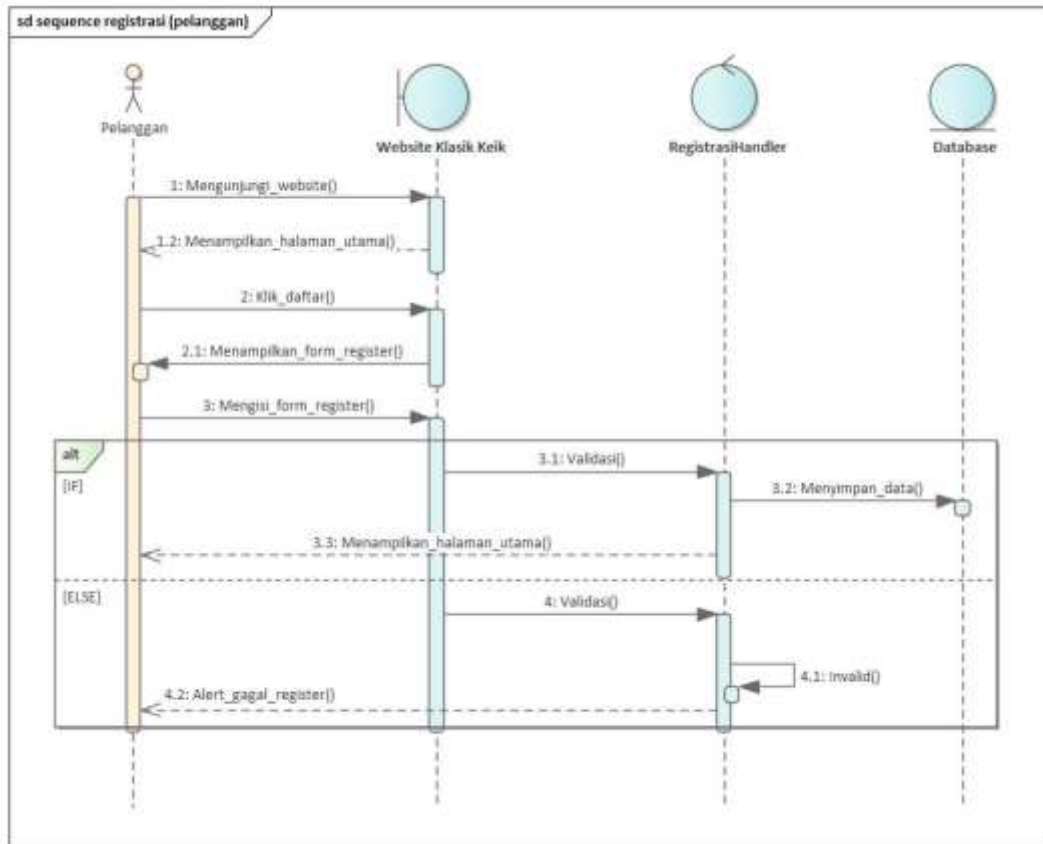 sd sequence registrasi (pelanggan)
Pelanggan
Website Klasik Keik
RegistrasiHandler
Database
1: Mengunjungi_website()
1.2: Menampilkan_halaman_utama()
2: Klik_daftar()
2.1: Menampilkan_form_register()
3: Mengisi_form_register()
alt
[IF]
3.1: Validasi()
3.2: Menyimpan_data()
3.3: Menampilkan_halaman_utama()
[ELSE]
4: Validasi()
4.1: Invalid()
4.2: Alert_gagal_register()